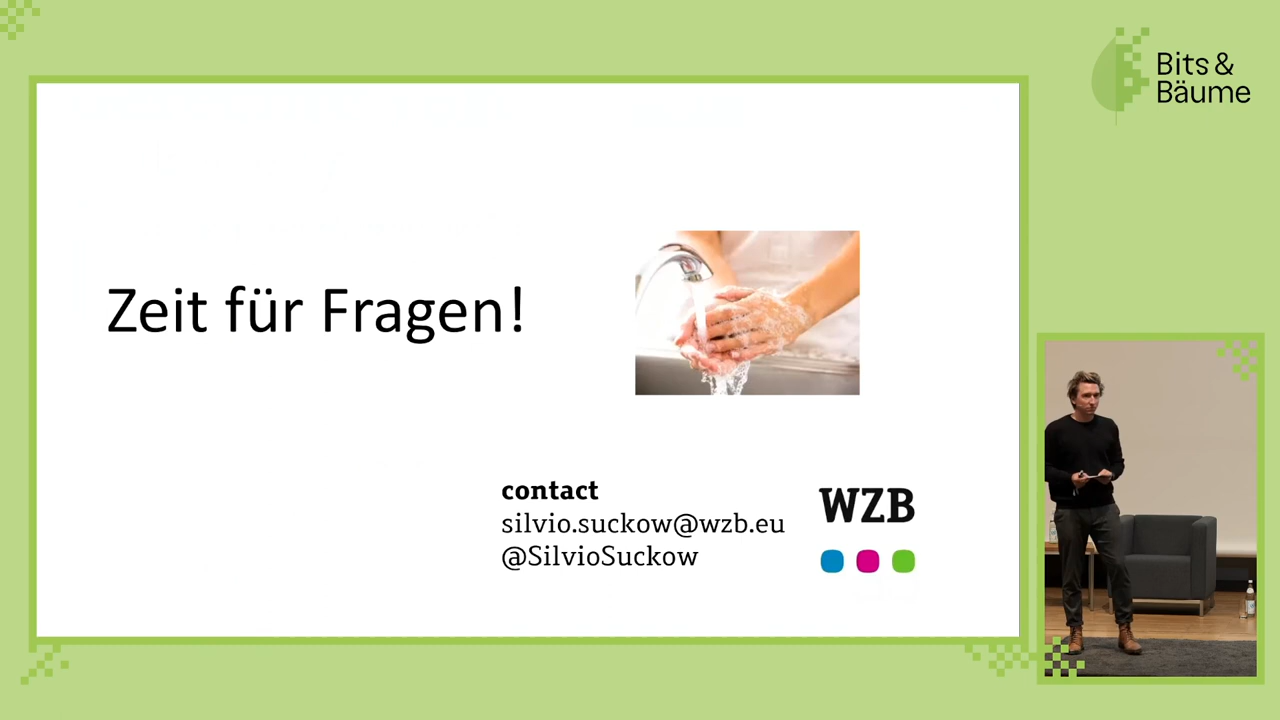 Bits &
Bäume
Zeit für Fragen!
contact
silvio.suckow@wzb.eu
@SilvioSuckow
WZB